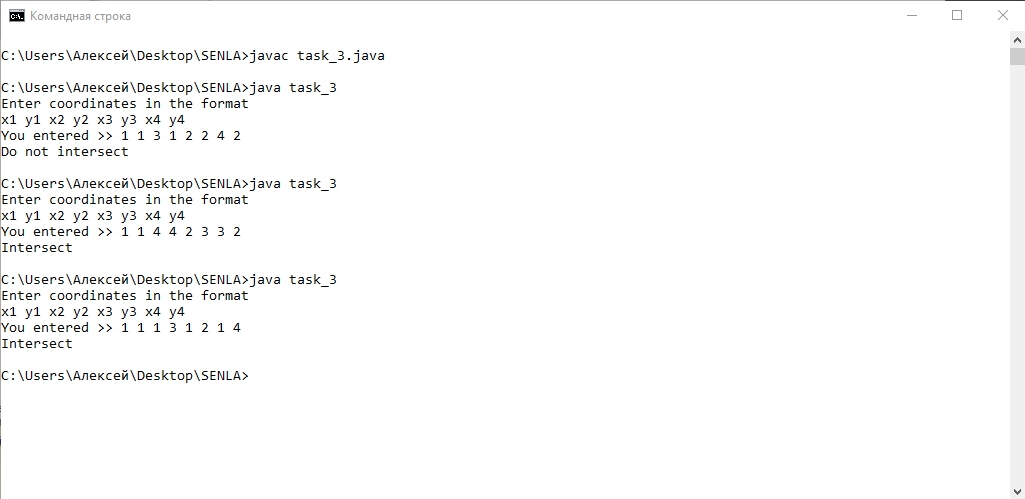 Командная строка
C:\Users\Алексей\Desktop\SENLA>javac task_3.java
C:\Users\Алексей\Desktop\SENLA>java task_3
Enter coordinates in the format
x1 y1 x2 y2 x3 y3 x4 y4
You entered >> 1 1 3 1 2 2 4 2
Do not intersect
C:\Users\Алексей\Desktop\SENLA>java task_3
Enter coordinates in the format
x1 y1 x2 y2 x3 y3 x4 y4
You entered >> 1 1 4 4 2 3 3 2
Intersect
C:\Users\Алексей\Desktop\SENLA>java task_3
Enter coordinates in the format
x1 y1 x2 y2 x3 y3 x4 y4
You entered >> 1 1 1 3 1 2 1 4
Intersect
C:\Users\Алексей\Desktop\SENLA>